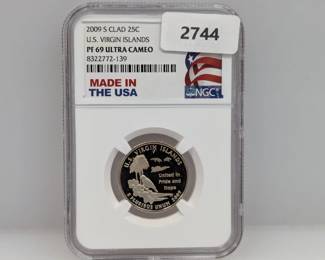 2744
2009 S CLAD 25C
U.S. VIRGIN ISLANDS
PF 69 ULTRA CAMEO
8322772-139
MADE IN
THE USA
NGC
U.S. VIRGIN ISLANDS
United in
Pride and
Hope
E PLURIBUS UNUM 2009